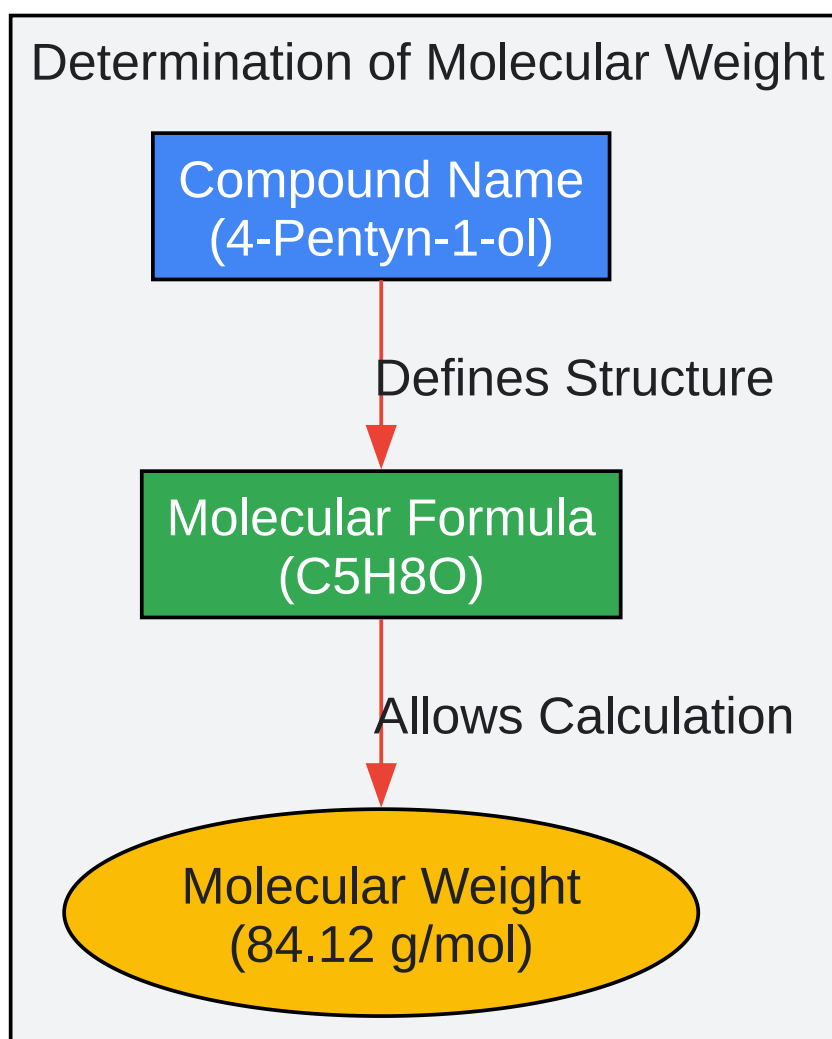 Determination of Molecular Weight
Compound Name
(4-Pentyn-1-ol)
Defines Structure
Molecular Formula
(C5H8O)
Allows Calculation
Molecular Weight
(84.12 g/mol)